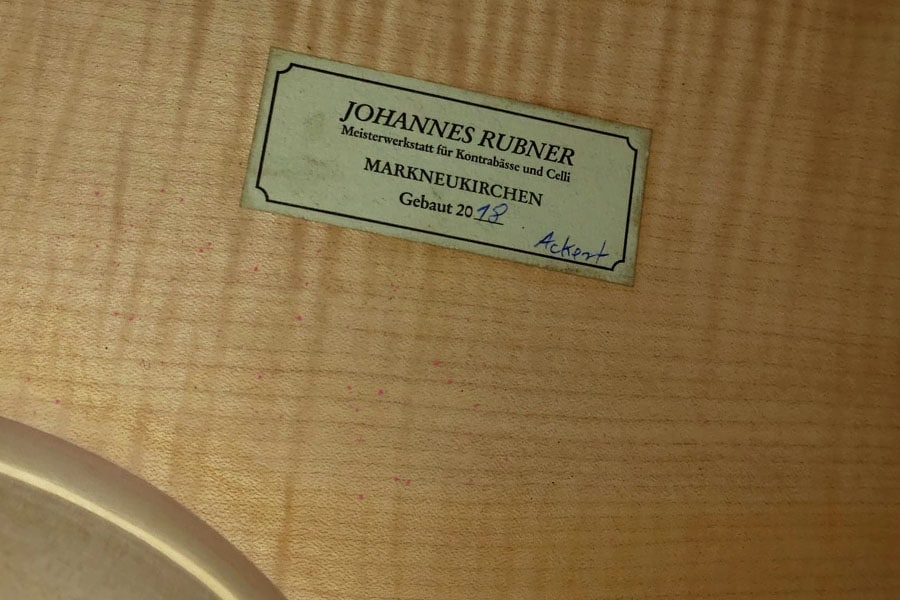 JOHANNES RUBNER
Meisterwerkstatt für Kontrabässe und Celli
MARKNEUKIRCHEN
Gebaut 2018
Ackert